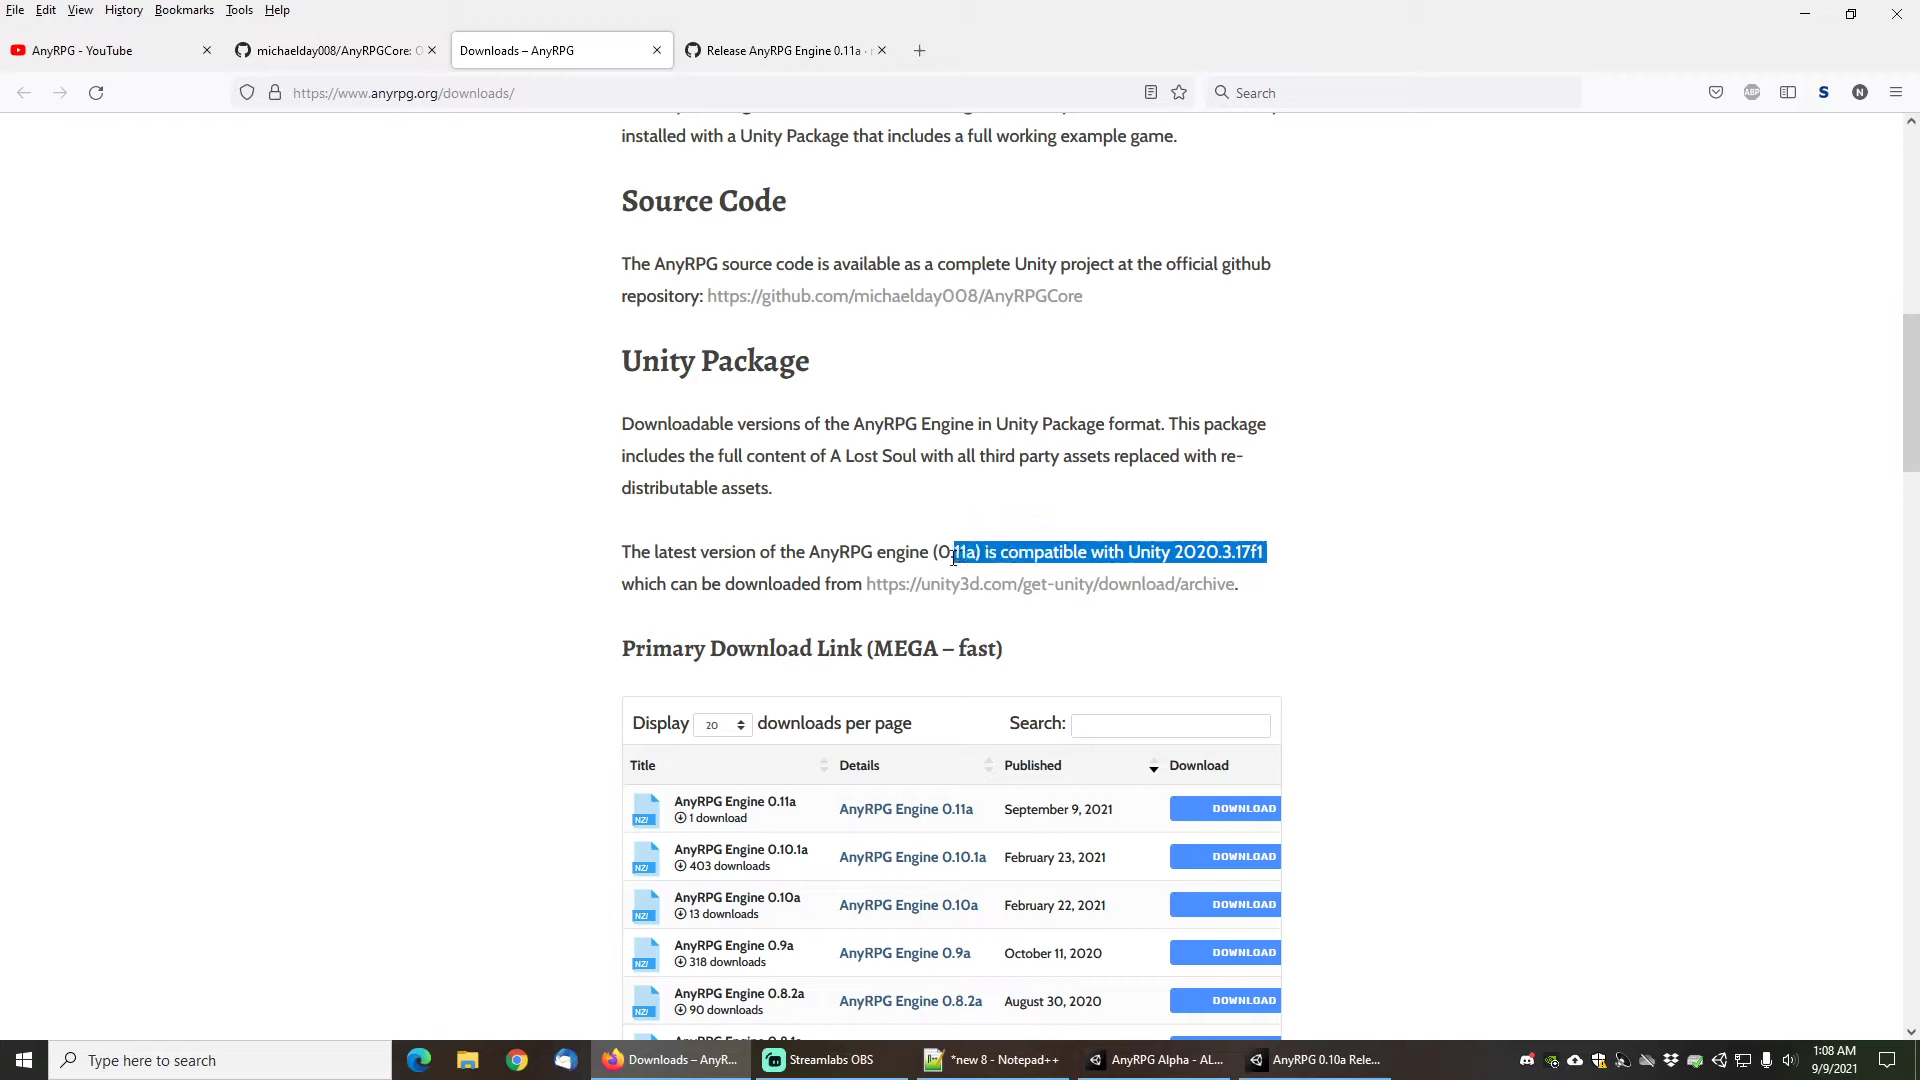 File Edit View History Bookmarks Tools Help
AnyRPG - YouTube
michaelday008/AnyRPGCore:
Downloads – AnyRPG
Release AnyRPG Engine 0.11a ·
https://www.anyrpg.org/downloads/
Search
ABP
S
N
installed with a Unity Package that includes a full working example game.
Source Code
The AnyRPG source code is available as a complete Unity project at the official github
repository: https://github.com/michaelday008/AnyRPGCore
Unity Package
Downloadable versions of the AnyRPG Engine in Unity Package format. This package
includes the full content of A Lost Soul with all third party assets replaced with re-
distributable assets.
The latest version of the AnyRPG engine (0.11a) is compatible with Unity 2020.3.17f1
which can be downloaded from https://unity3d.com/get-unity/download/archive.
Primary Download Link (MEGA – fast)
Display 20 downloads per page
Search:
Title Details Published Download
AnyRPG Engine 0.11a
1 download
AnyRPG Engine 0.11a September 9, 2021 DOWNLOAD
AnyRPG Engine 0.10.1a
403 downloads
AnyRPG Engine 0.10.1a February 23, 2021 DOWNLOAD
AnyRPG Engine 0.10a
13 downloads
AnyRPG Engine 0.10a February 22, 2021 DOWNLOAD
AnyRPG Engine 0.9a
318 downloads
AnyRPG Engine 0.9a October 11, 2020 DOWNLOAD
AnyRPG Engine 0.8.2a
90 downloads
AnyRPG Engine 0.8.2a August 30, 2020 DOWNLOAD
Type here to search
Downloads – AnyR...
Streamlabs OBS
*new 8 - Notepad++
AnyRPG Alpha - AL...
AnyRPG 0.10a Rele...
1:08 AM
9/9/2021